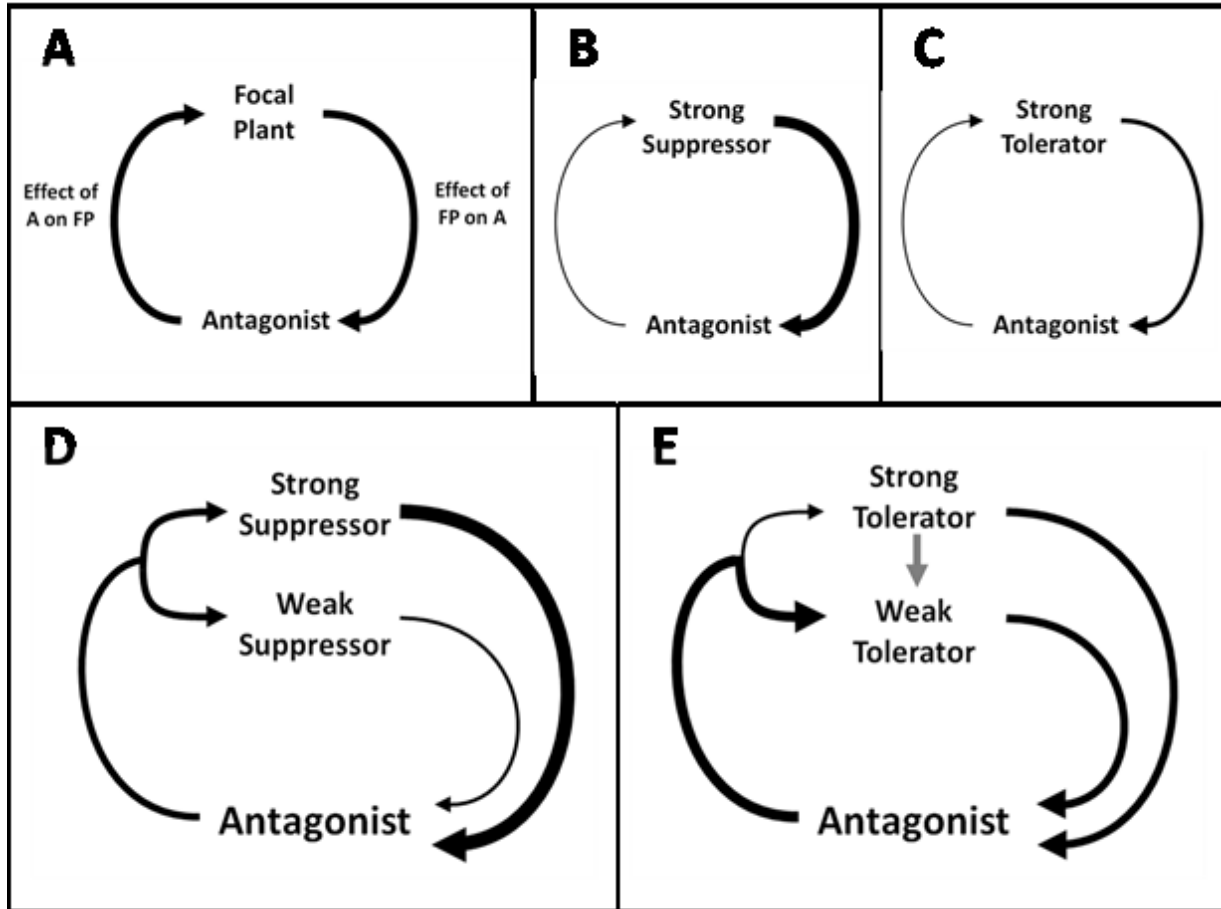 A
Focal
Plant
Effect of
A on FP
Effect of
FP on A
Antagonist
B
Strong
Suppressor
Antagonist
C
Strong
Tolerator
Antagonist
D
Strong
Suppressor
Weak
Suppressor
Antagonist
E
Strong
Tolerator
Weak
Tolerator
Antagonist